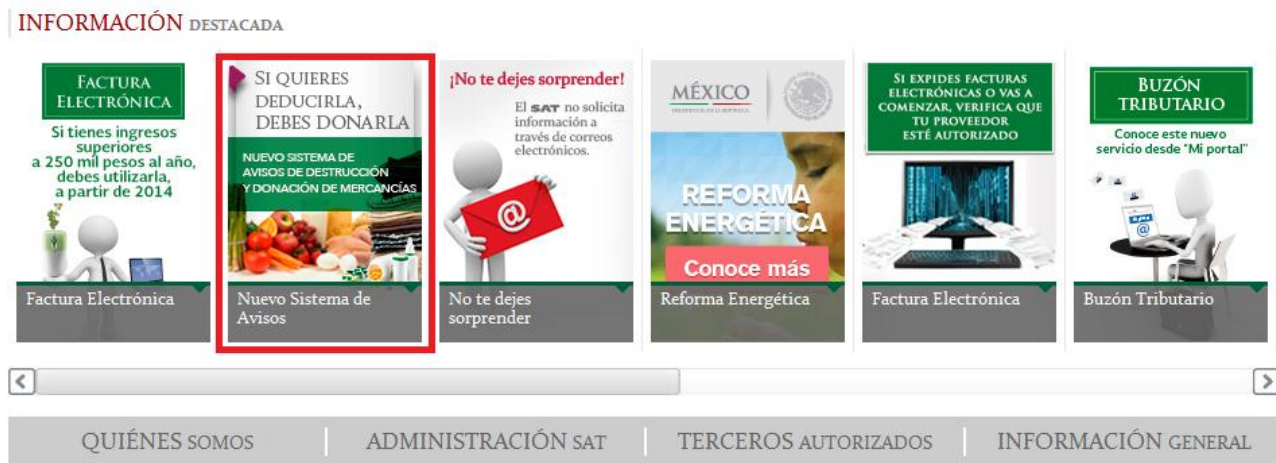 INFORMACIÓN DESTACADA
FACTURA
ELECTRÓNICA
Si tienes ingresos
superiores
a 250 mil pesos al año,
debes utilizarla,
a partir de 2014
Factura Electrónica
SI QUIERES
DEDUCIRLA,
DEBES DONARLA
NUEVO SISTEMA DE
AVISOS DE DESTRUCCIÓN
Y DONACIÓN DE MERCANCÍAS
Nuevo Sistema de
Avisos
¡No te dejes sorprender!
El SAT no solicita
información a
través de correos
electrónicos.
@
No te dejes
sorprender
MÉXICO
REFORMA
ENERGÉTICA
Conoce más
Reforma Energética
SI EXPIDES FACTURAS
ELECTRÓNICAS O VAS A
COMENZAR, VERIFICA QUE
TU PROVEEDOR
ESTÉ AUTORIZADO
Factura Electrónica
BUZÓN
TRIBUTARIO
Conoce este nuevo
servicio desde "Mi portal"
@
Buzón Tributario
QUIÉNES SOMOS
ADMINISTRACIÓN SAT
TERCEROS AUTORIZADOS
INFORMACIÓN GENERAL